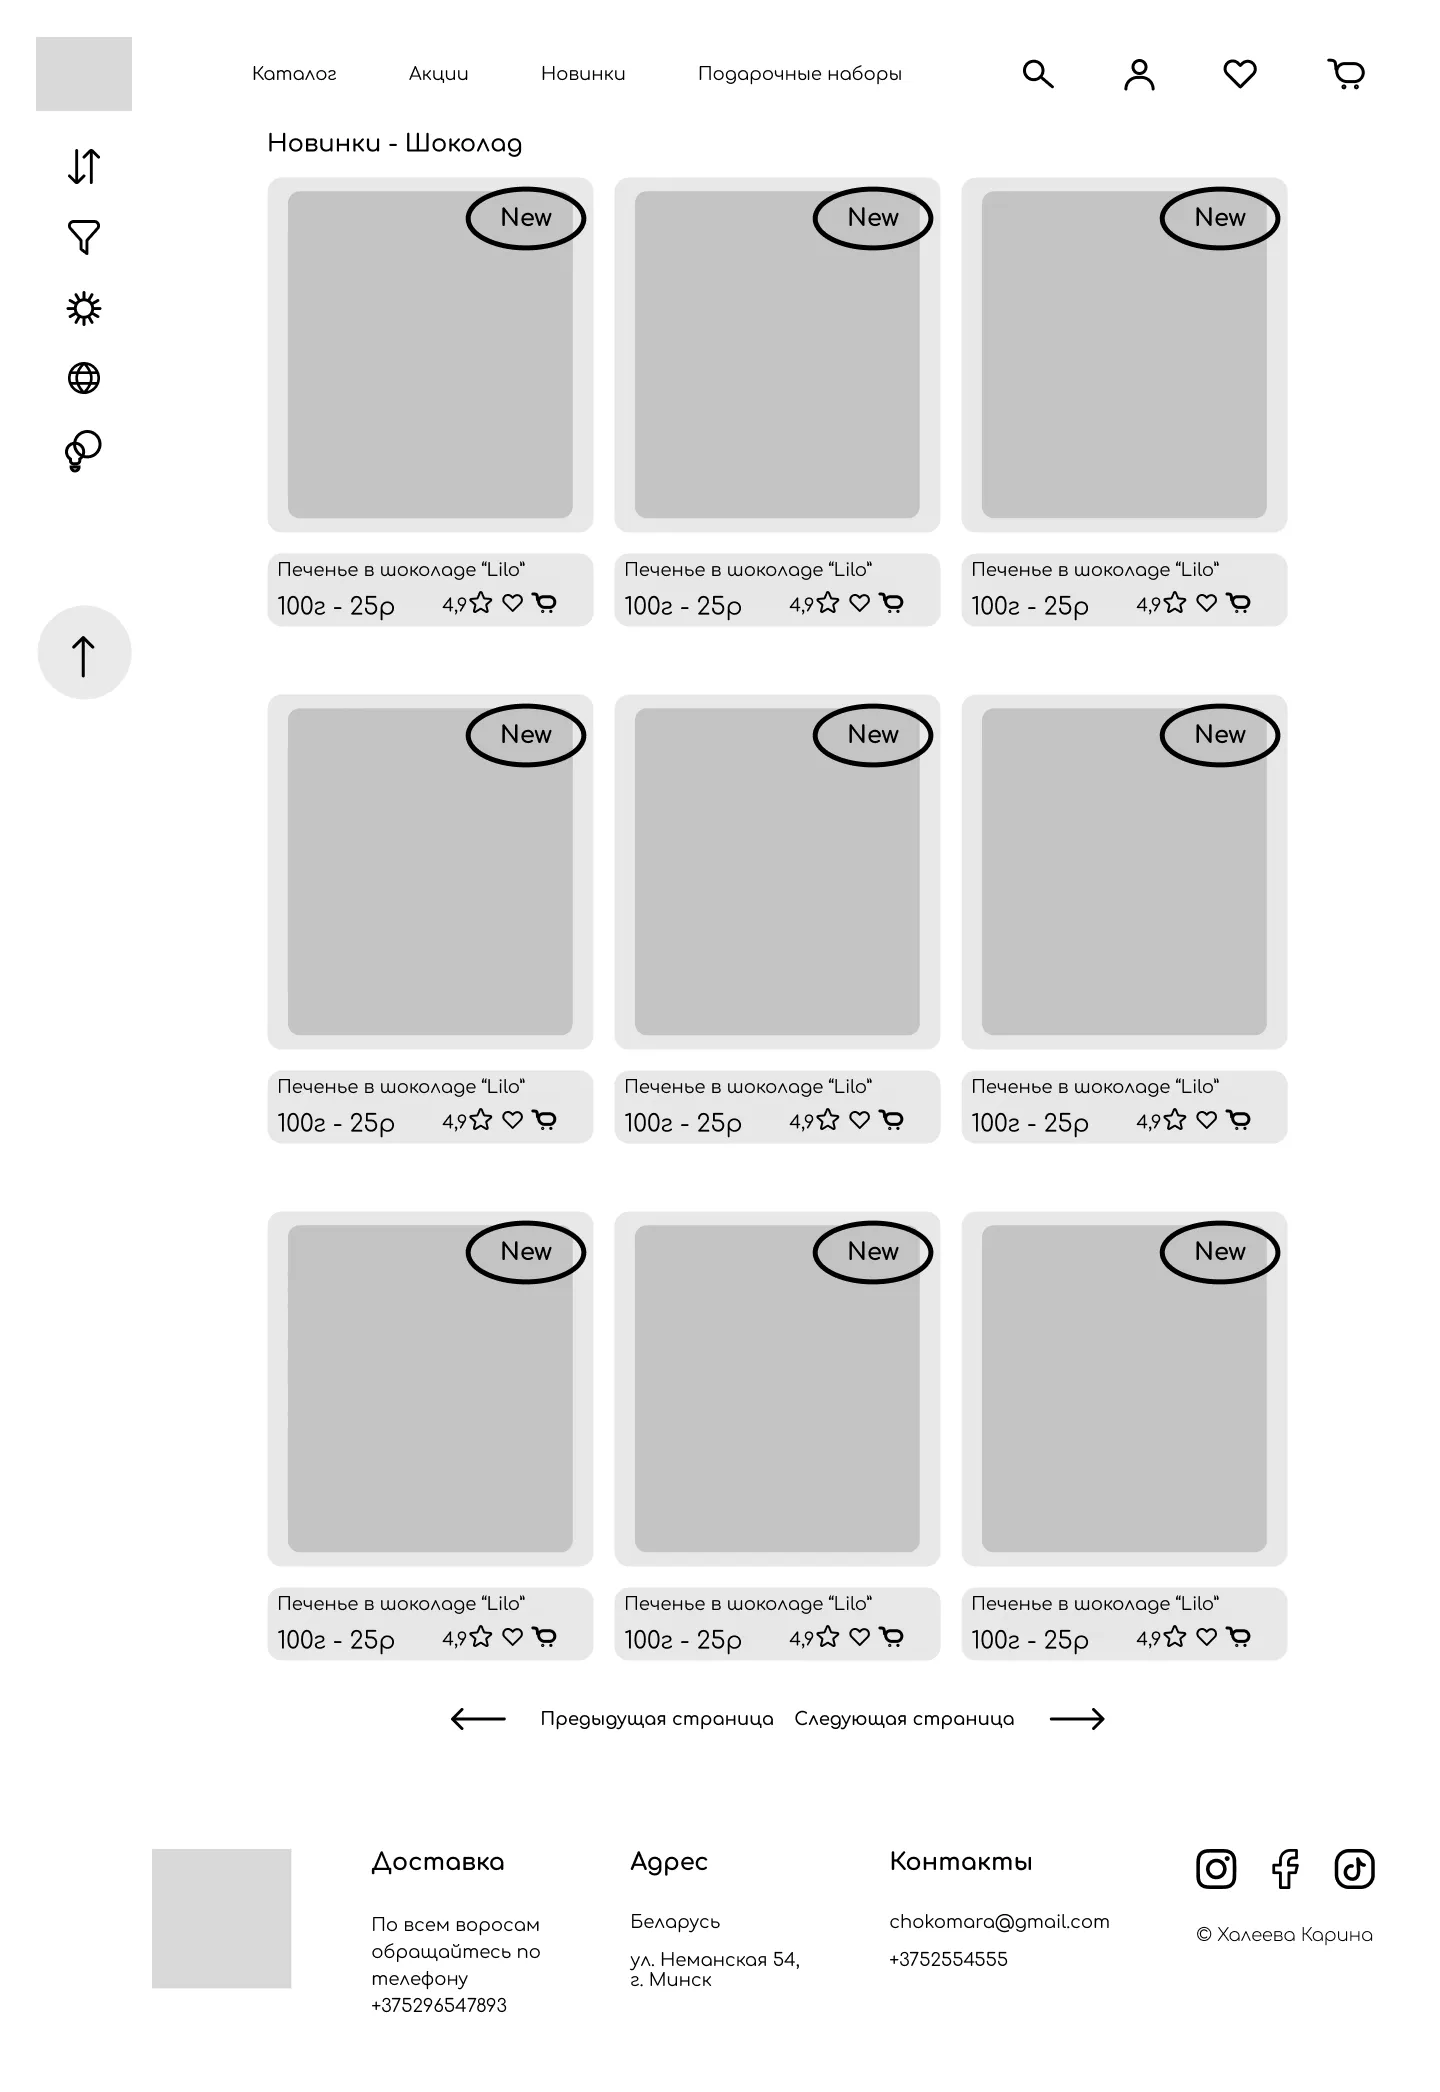 Каталог Акции Новинки Подарочные наборы
Новинки - Шоколад
New New New
Печенье в шоколаде “Lilo” Печенье в шоколаде “Lilo” Печенье в шоколаде “Lilo”
100г - 25р 4,9 100г - 25р 4,9 100г - 25р 4,9
New New New
Печенье в шоколаде “Lilo” Печенье в шоколаде “Lilo” Печенье в шоколаде “Lilo”
100г - 25р 4,9 100г - 25р 4,9 100г - 25р 4,9
New New New
Печенье в шоколаде “Lilo” Печенье в шоколаде “Lilo” Печенье в шоколаде “Lilo”
100г - 25р 4,9 100г - 25р 4,9 100г - 25р 4,9
Предыдущая страница Следующая страница
Доставка
По всем воросам
обращайтесь по
телефону
+375296547893
Адрес
Беларусь
ул. Неманская 54,
г. Минск
Контакты
chokomara@gmail.com
+3752554555
© Халеева Карина